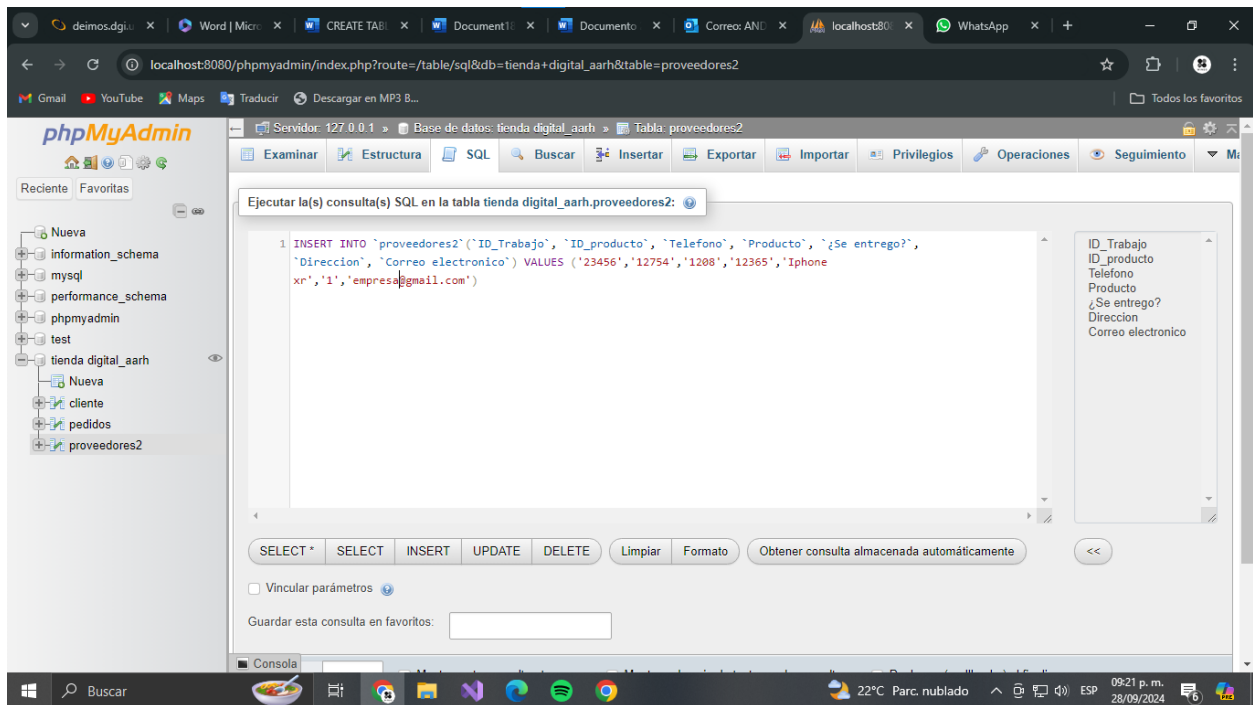 deimos.dgi.u
Word | Micro
CREATE TABL
Document18
Documento
Correo: AND
localhost:808
WhatsApp
localhost:8080/phpmyadmin/index.php?route=/table/sql&db=tienda+digital_aarh&table=proveedores2
Gmail
YouTube
Maps
Traducir
Descargar en MP3 B...
Todos los favoritos
phpMyAdmin
Reciente
Favoritas
Nueva
information_schema
mysql
performance_schema
phpmyadmin
test
tienda digital_aarh
Nueva
cliente
pedidos
proveedores2
Servidor: 127.0.0.1 » Base de datos: tienda digital_aarh » Tabla: proveedores2
Examinar
Estructura
SQL
Buscar
Insertar
Exportar
Importar
Privilegios
Operaciones
Seguimiento
Ejecutar la(s) consulta(s) SQL en la tabla tienda digital_aarh.proveedores2:
1 INSERT INTO `proveedores2`(`ID_Trabajo`, `ID_producto`, `Telefono`, `Producto`, `¿Se entrego?`,
`Direccion`, `Correo electronico`) VALUES ('23456','12754','1208','12365','Iphone
xr','1','empresa@gmail.com')
ID_Trabajo
ID_producto
Telefono
Producto
¿Se entrego?
Direccion
Correo electronico
SELECT *
SELECT
INSERT
UPDATE
DELETE
Limpiar
Formato
Obtener consulta almacenada automáticamente
<<
Vincular parámetros
Guardar esta consulta en favoritos:
Consola
Buscar
22°C Parc. nublado
ESP
09:21 p. m.
28/09/2024
6
PRE